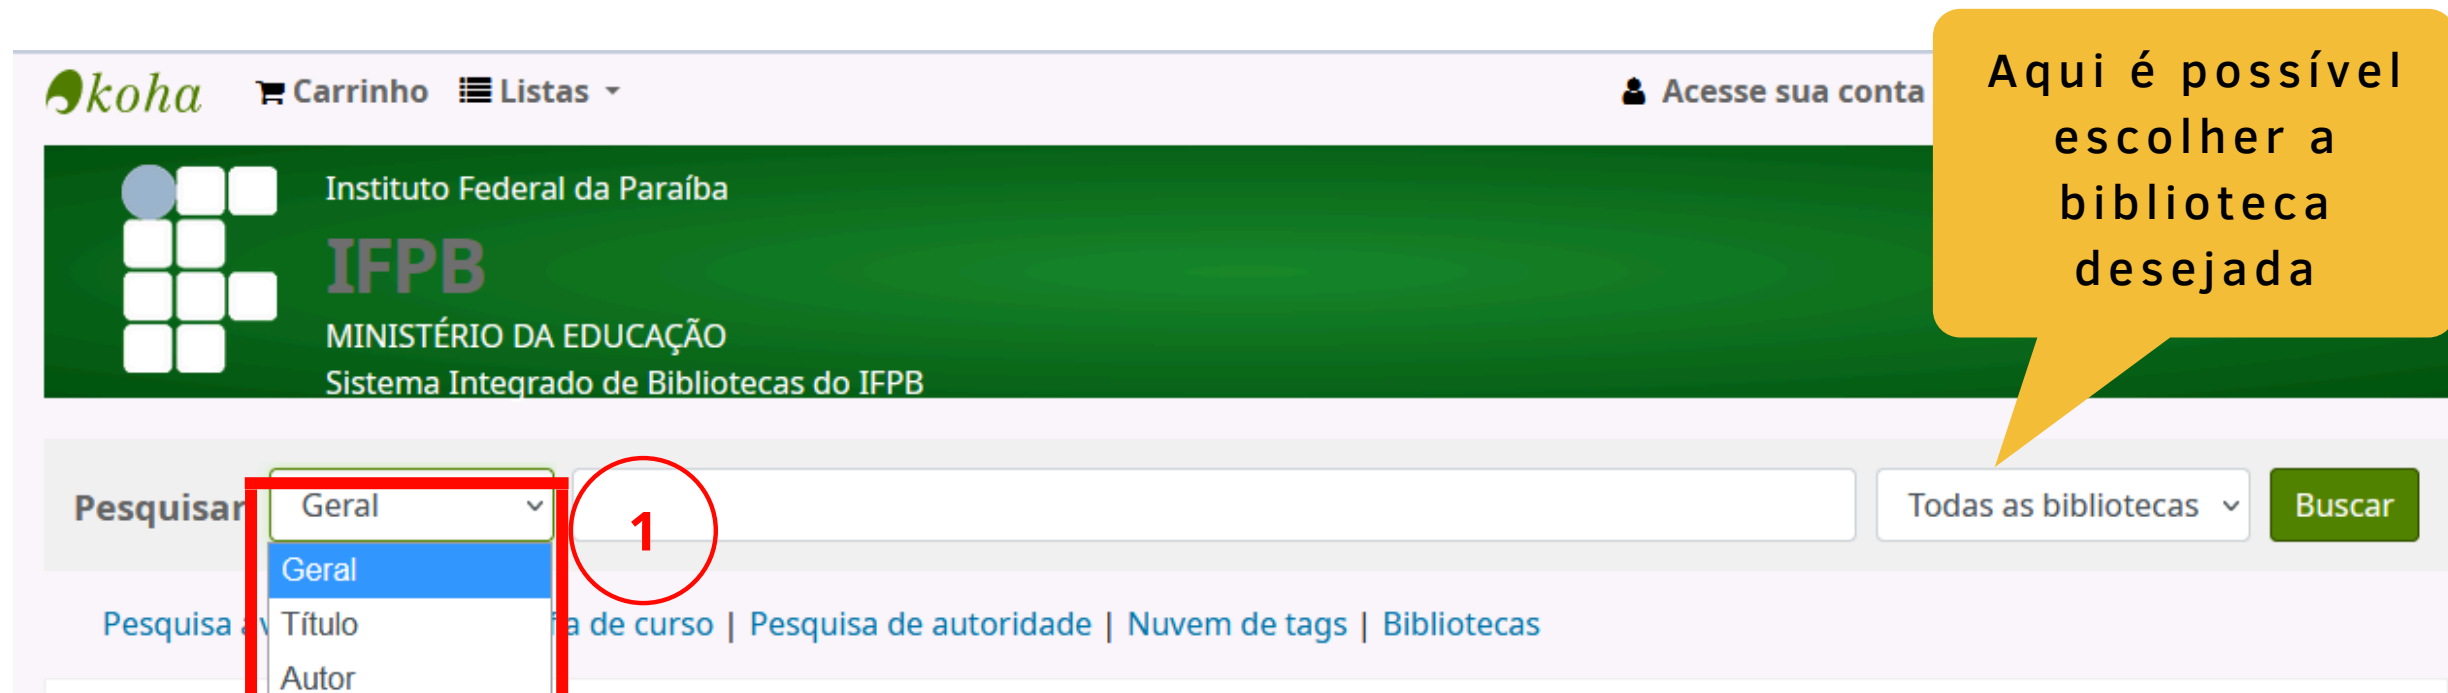 koha Carrinho Listas Acesse sua conta
Aqui é possível
escolher a
biblioteca
desejada
Instituto Federal da Paraíba
IFPB
MINISTÉRIO DA EDUCAÇÃO
Sistema Integrado de Bibliotecas do IFPB
Pesquisar Geral 1 Todas as bibliotecas Buscar
Geral
Pesquisa de curso | Pesquisa de autoridade | Nuvem de tags | Bibliotecas
Título
Autor